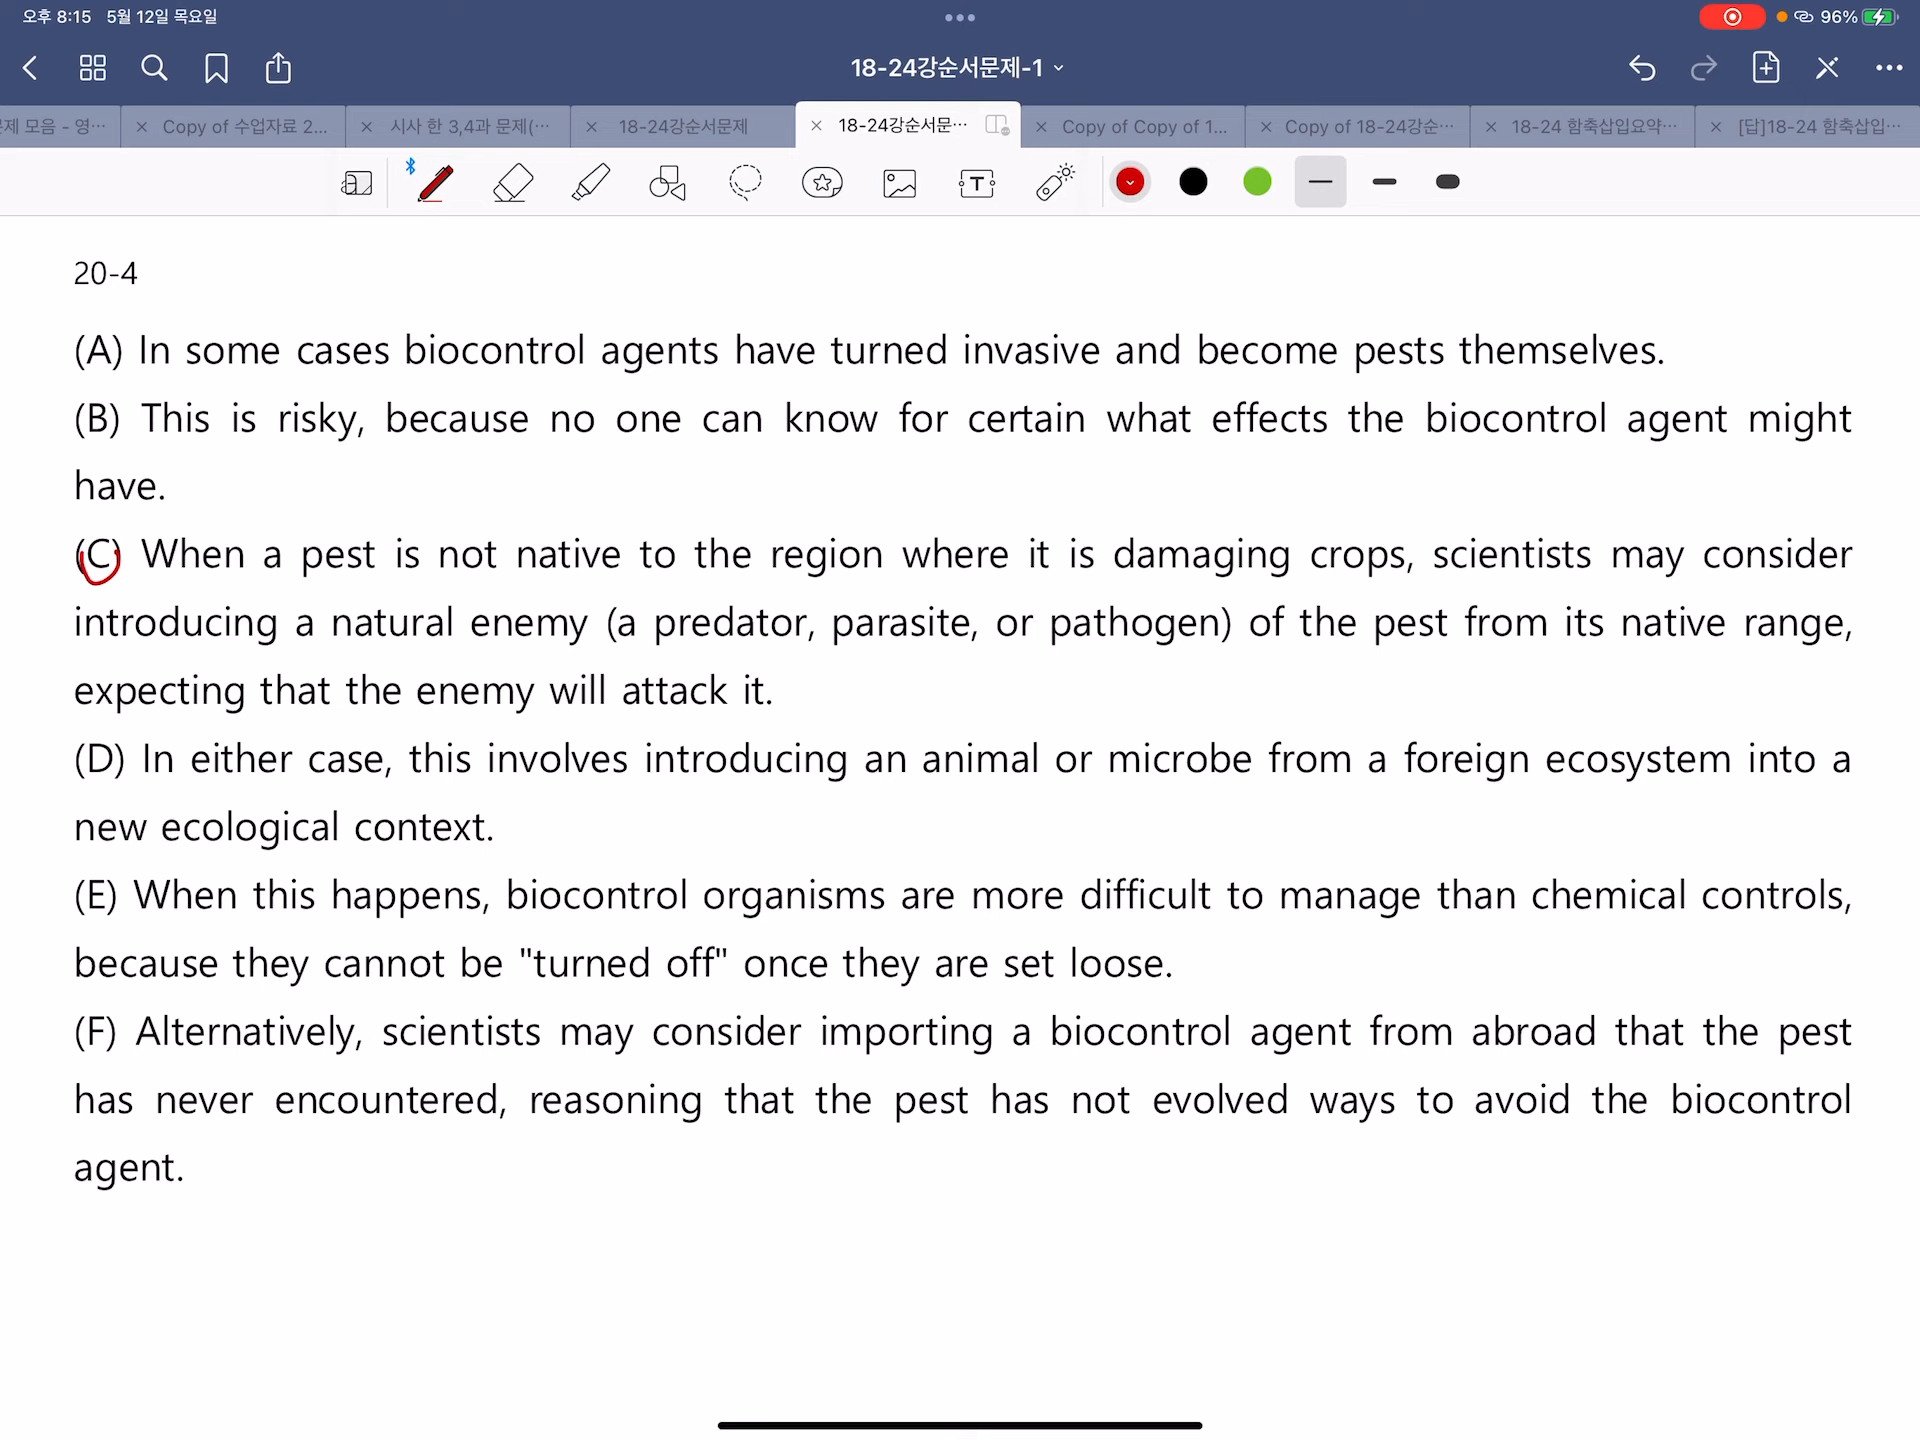 오후 8:15 5월 12일 목요일
96%
18-24강순서문제-1
제 모음 - 영…
Copy of 수업자료 2...
시사 한 3,4과 문제(…
18-24강순서문제
18-24강순서문…
Copy of Copy of 1...
Copy of 18-24강순…
18-24 함축삽입요약…
[답]18-24 함축삽입…
20-4
(A) In some cases biocontrol agents have turned invasive and become pests themselves.
(B) This is risky, because no one can know for certain what effects the biocontrol agent might
have.
(C) When a pest is not native to the region where it is damaging crops, scientists may consider
introducing a natural enemy (a predator, parasite, or pathogen) of the pest from its native range,
expecting that the enemy will attack it.
(D) In either case, this involves introducing an animal or microbe from a foreign ecosystem into a
new ecological context.
(E) When this happens, biocontrol organisms are more difficult to manage than chemical controls,
because they cannot be "turned off" once they are set loose.
(F) Alternatively, scientists may consider importing a biocontrol agent from abroad that the pest
has never encountered, reasoning that the pest has not evolved ways to avoid the biocontrol
agent.